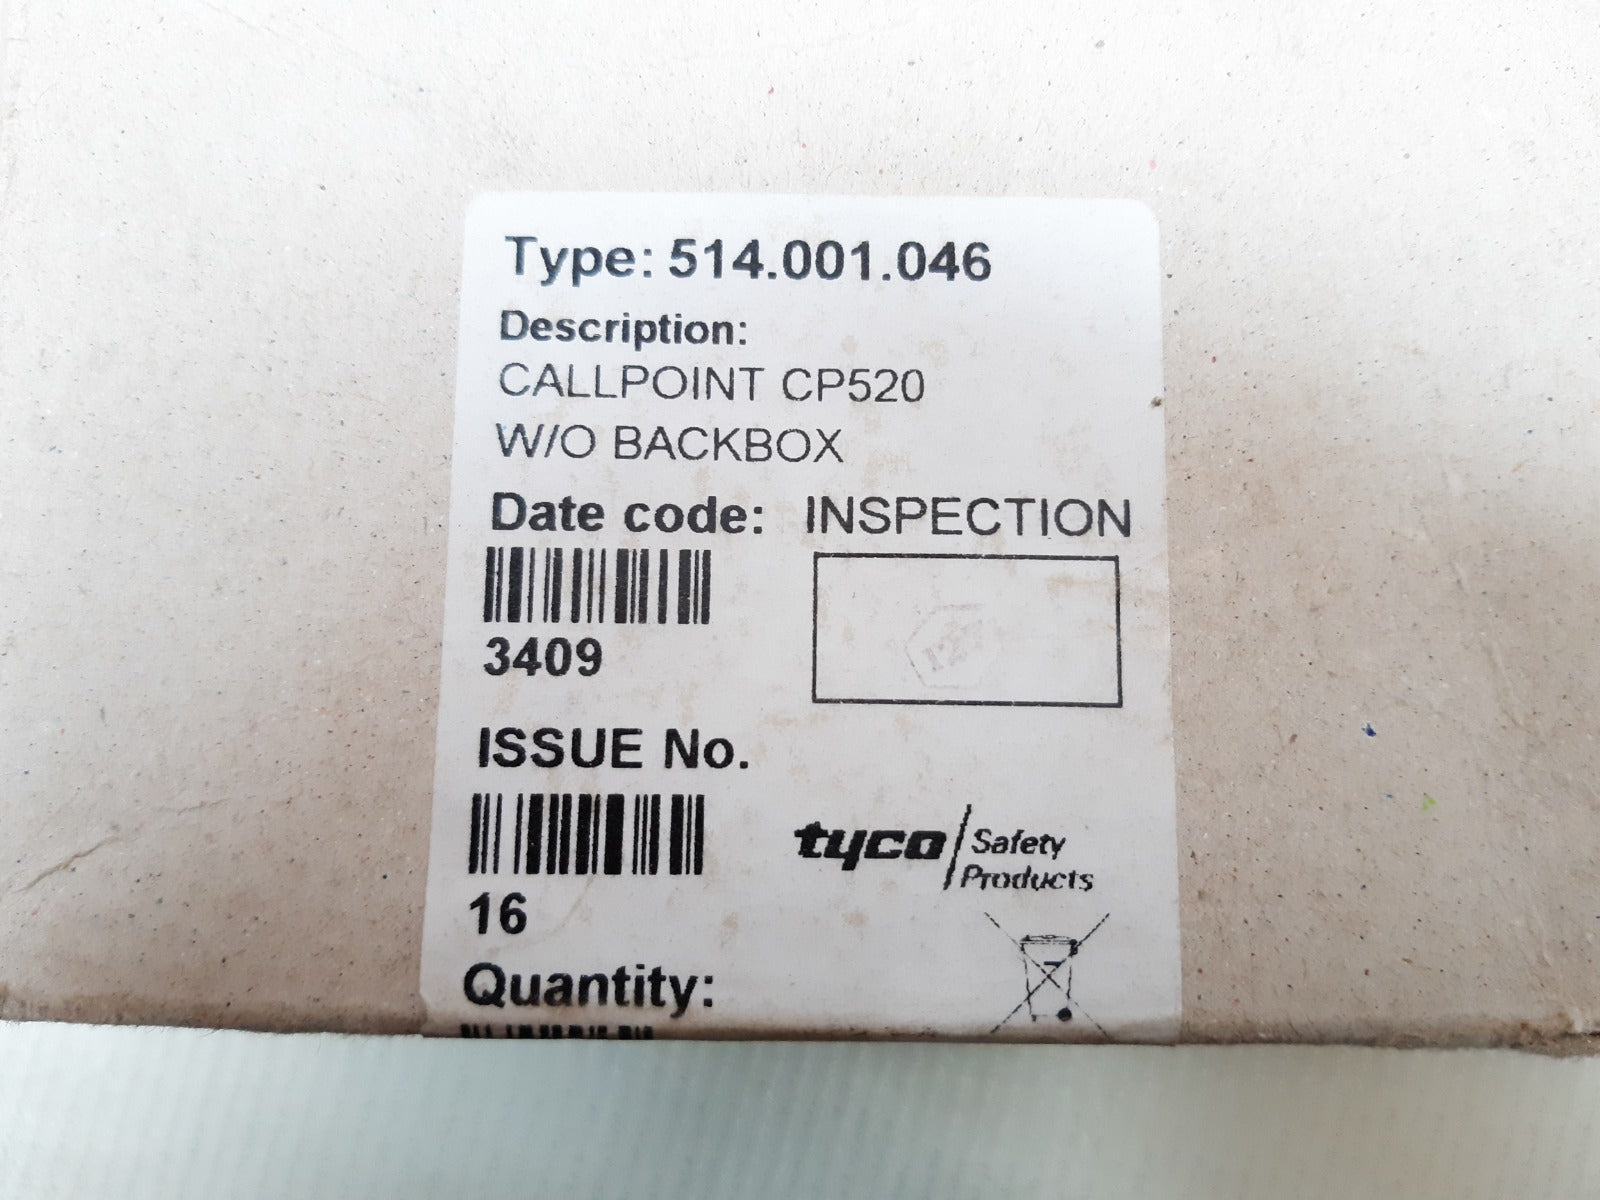 Type: 514.001.046
Description:
CALLPOINT CP520
W/O BACKBOX
Date code: INSPECTION
3409
ISSUE No.
16
tyco Safety
Products
Quantity: